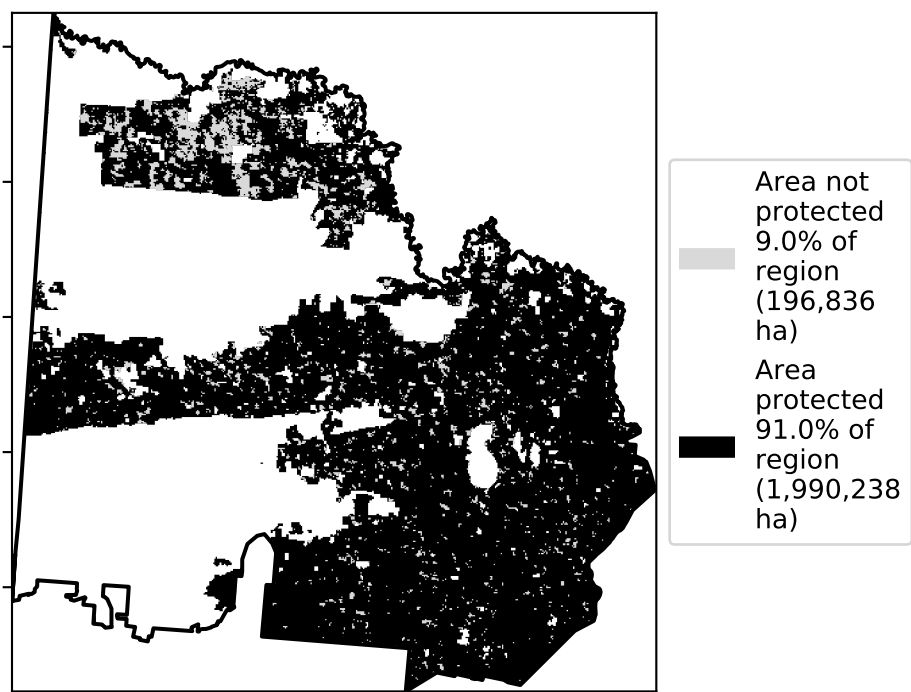 Area not
protected
9.0% of
region
(196,836
ha)
Area
protected
91.0% of
region
(1,990,238
ha)